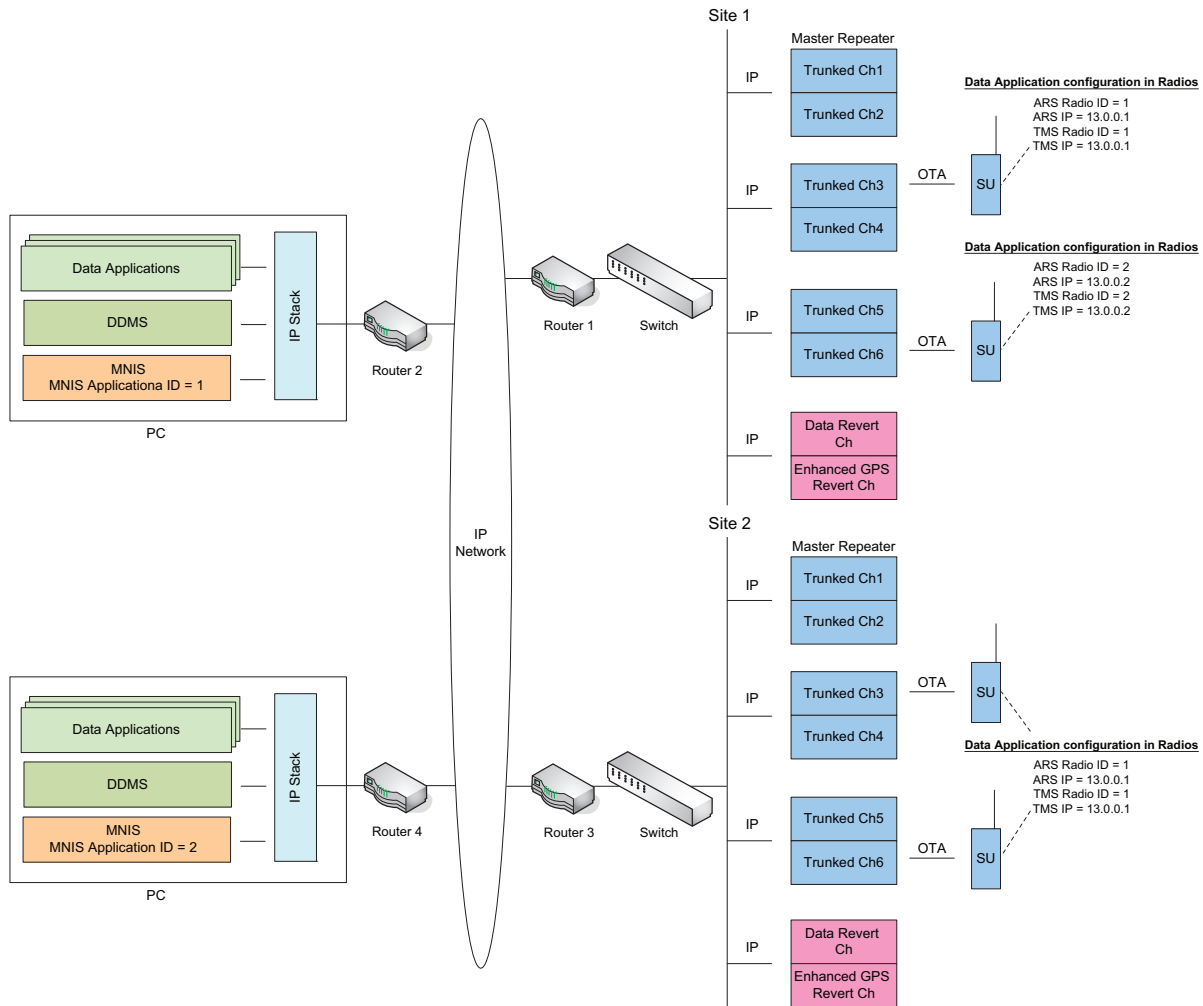 Site 1
Master Repeater
IP
Trunked Ch1
Trunked Ch2
Data Application configuration in Radios
ARS Radio ID = 1
ARS IP = 13.0.0.1
TMS Radio ID = 1
TMS IP = 13.0.0.1
IP
Trunked Ch3
Trunked Ch4
OTA
SU
Data Application configuration in Radios
ARS Radio ID = 2
ARS IP = 13.0.0.2
TMS Radio ID = 2
TMS IP = 13.0.0.2
IP
Trunked Ch5
Trunked Ch6
OTA
SU
IP
Data Revert
Ch
Enhanced GPS
Revert Ch
Data Applications
DDMS
MNIS
MNIS Applicationa ID = 1
IP Stack
PC
Router 2
Router 1
Switch
IP
Network
Site 2
Master Repeater
IP
Trunked Ch1
Trunked Ch2
IP
Trunked Ch3
Trunked Ch4
OTA
SU
Data Application configuration in Radios
ARS Radio ID = 1
ARS IP = 13.0.0.1
TMS Radio ID = 1
TMS IP = 13.0.0.1
IP
Trunked Ch5
Trunked Ch6
OTA
SU
IP
Data Revert
Ch
Enhanced GPS
Revert Ch
Data Applications
DDMS
MNIS
MNIS Application ID = 2
IP Stack
PC
Router 4
Router 3
Switch